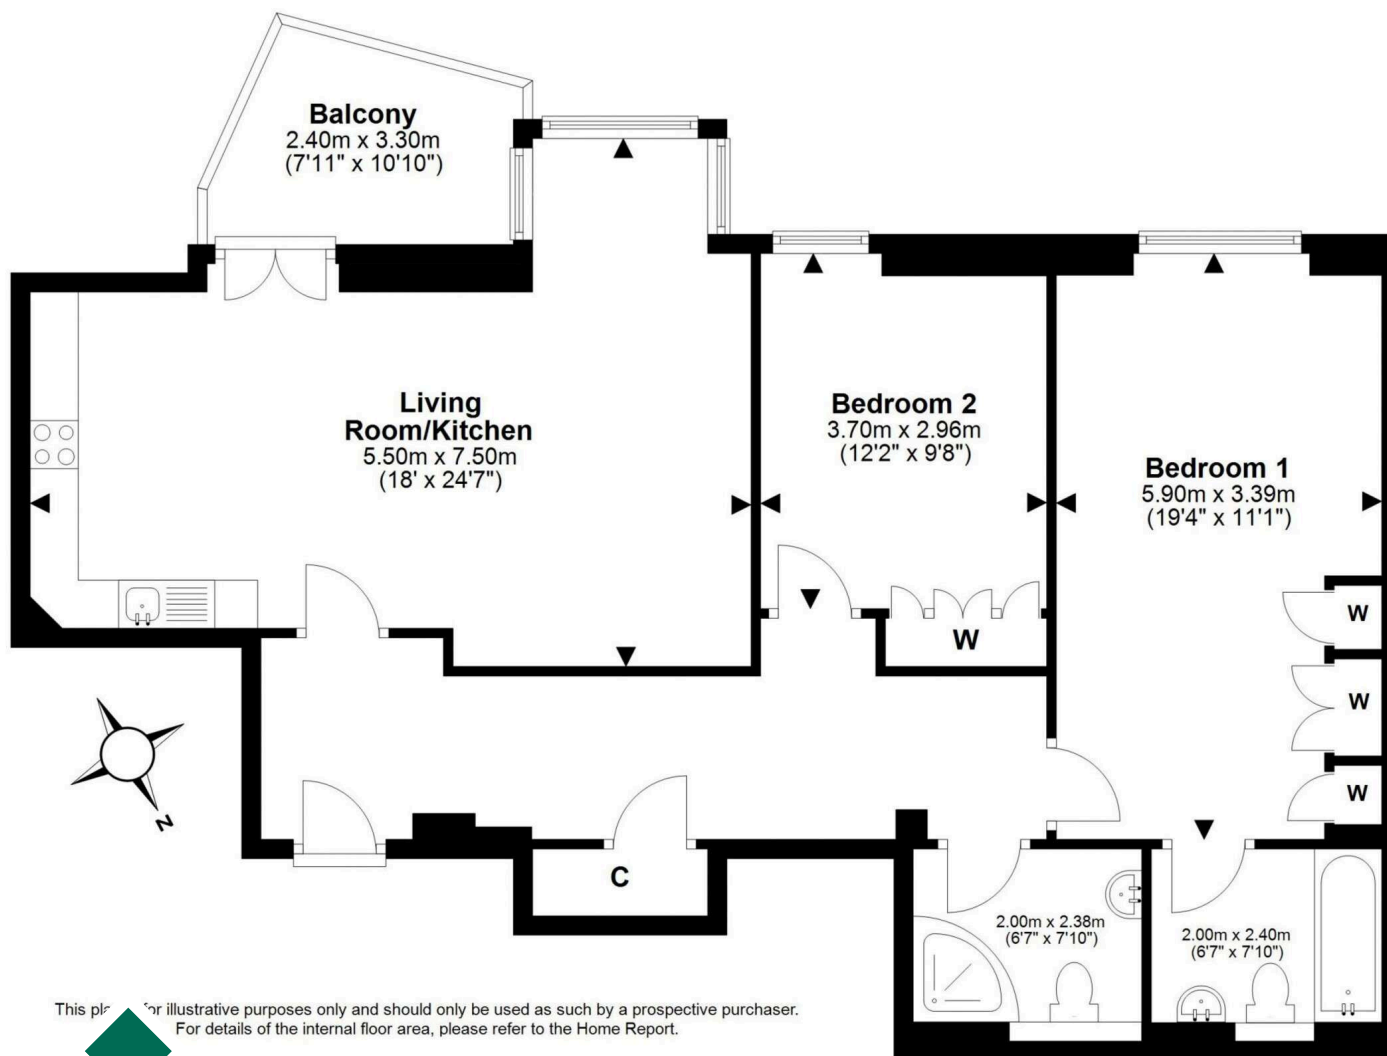 Balcony
2.40m x 3.30m
(7'11" x 10'10")
Living
Room/Kitchen
5.50m x 7.50m
(18' x 24'7")
Bedroom 2
3.70m x 2.96m
(12'2" x 9'8")
Bedroom 1
5.90m x 3.39m
(19'4" x 11'1")
W
W
W
W
N
C
2.00m x 2.38m
(6'7" x 7'10")
2.00m x 2.40m
(6'7" x 7'10")
This for illustrative purposes only and should only be used as such by a prospective purchaser.
For details of the internal floor area, please refer to the Home Report.